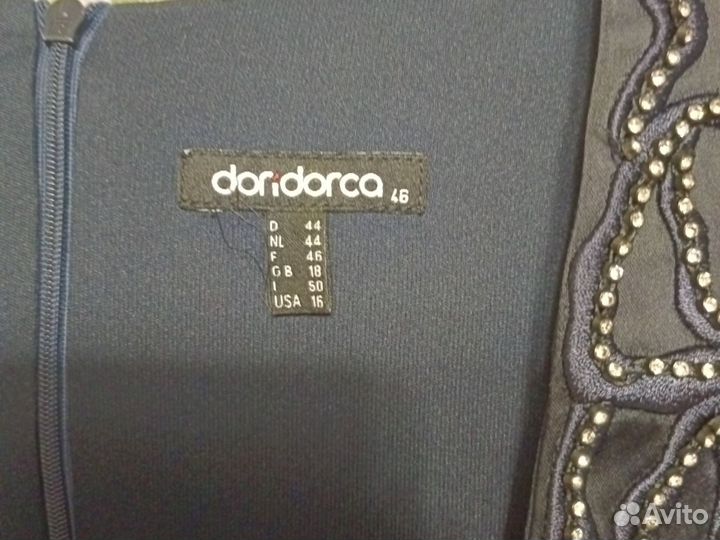 doridorca 46
D 44
NL 44
F 46
GB 18
I 50
USA 16
Avito